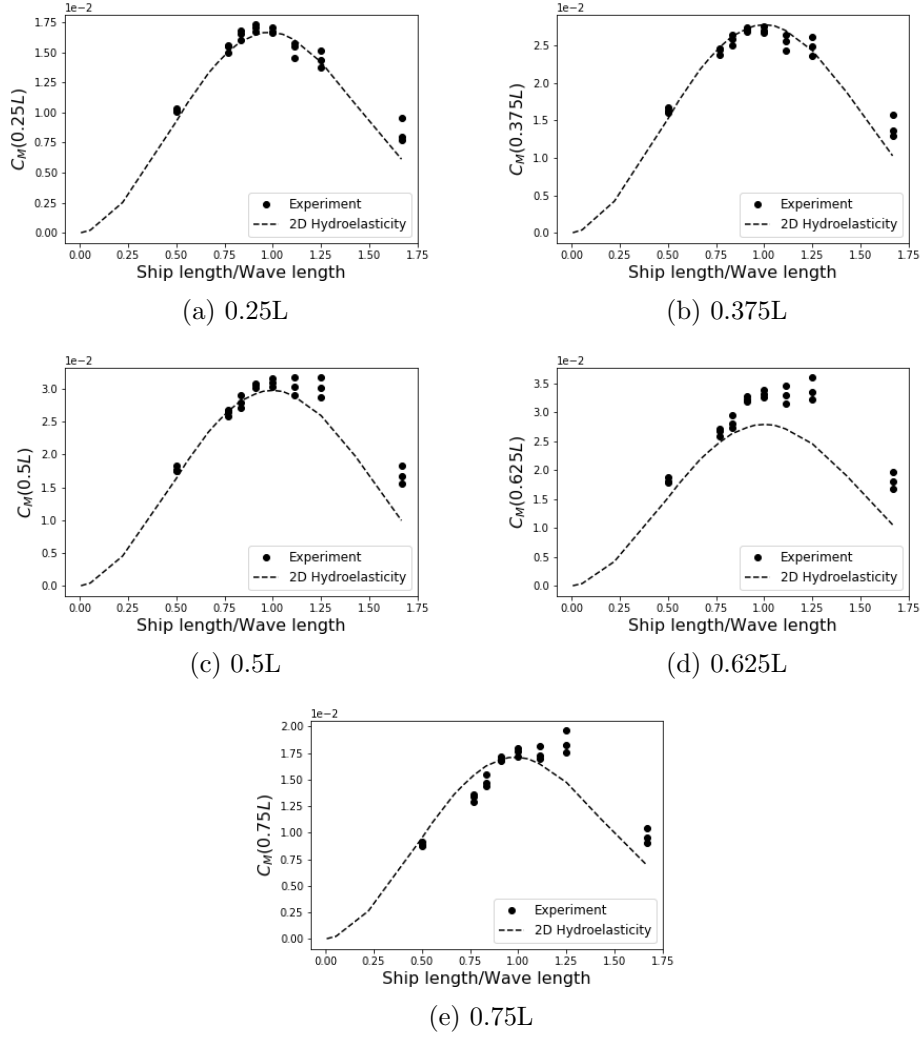 1e−2
1.75
1.50
1.25
1.00
0.75
0.50
0.25
0.00
C_M(0.25L)
Experiment
2D Hydroelasticity
0.00 0.25 0.50 0.75 1.00 1.25 1.50 1.75
Ship length/Wave length
(a) 0.25L
1e−2
2.5
2.0
1.5
1.0
0.5
0.0
C_M(0.375L)
Experiment
2D Hydroelasticity
0.00 0.25 0.50 0.75 1.00 1.25 1.50 1.75
Ship length/Wave length
(b) 0.375L
1e−2
3.0
2.5
2.0
1.5
1.0
0.5
0.0
C_M(0.5L)
Experiment
2D Hydroelasticity
0.00 0.25 0.50 0.75 1.00 1.25 1.50 1.75
Ship length/Wave length
(c) 0.5L
1e−2
3.5
3.0
2.5
2.0
1.5
1.0
0.5
0.0
C_M(0.625L)
Experiment
2D Hydroelasticity
0.00 0.25 0.50 0.75 1.00 1.25 1.50 1.75
Ship length/Wave length
(d) 0.625L
1e−2
2.00
1.75
1.50
1.25
1.00
0.75
0.50
0.25
0.00
C_M(0.75L)
Experiment
2D Hydroelasticity
0.00 0.25 0.50 0.75 1.00 1.25 1.50 1.75
Ship length/Wave length
(e) 0.75L